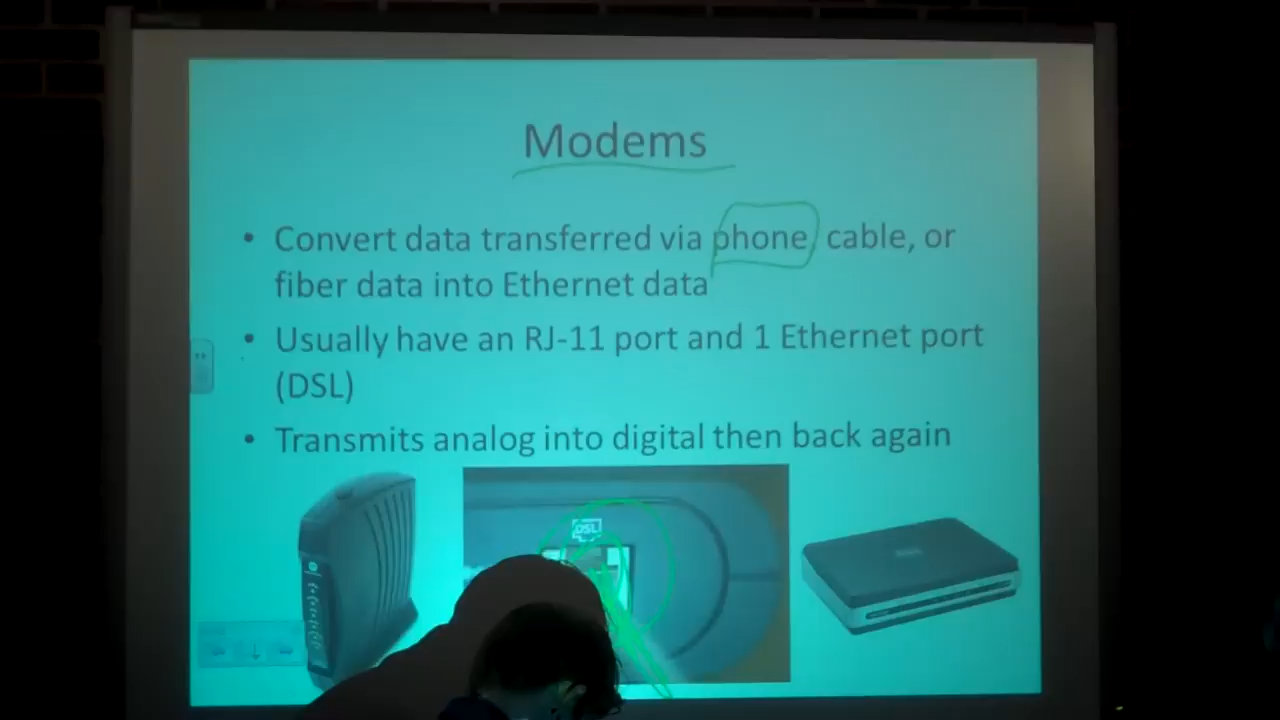 Modems
• Convert data transferred via phone, cable, or
fiber data into Ethernet data
• Usually have an RJ-11 port and 1 Ethernet port
(DSL)
• Transmits analog into digital then back again
DSL